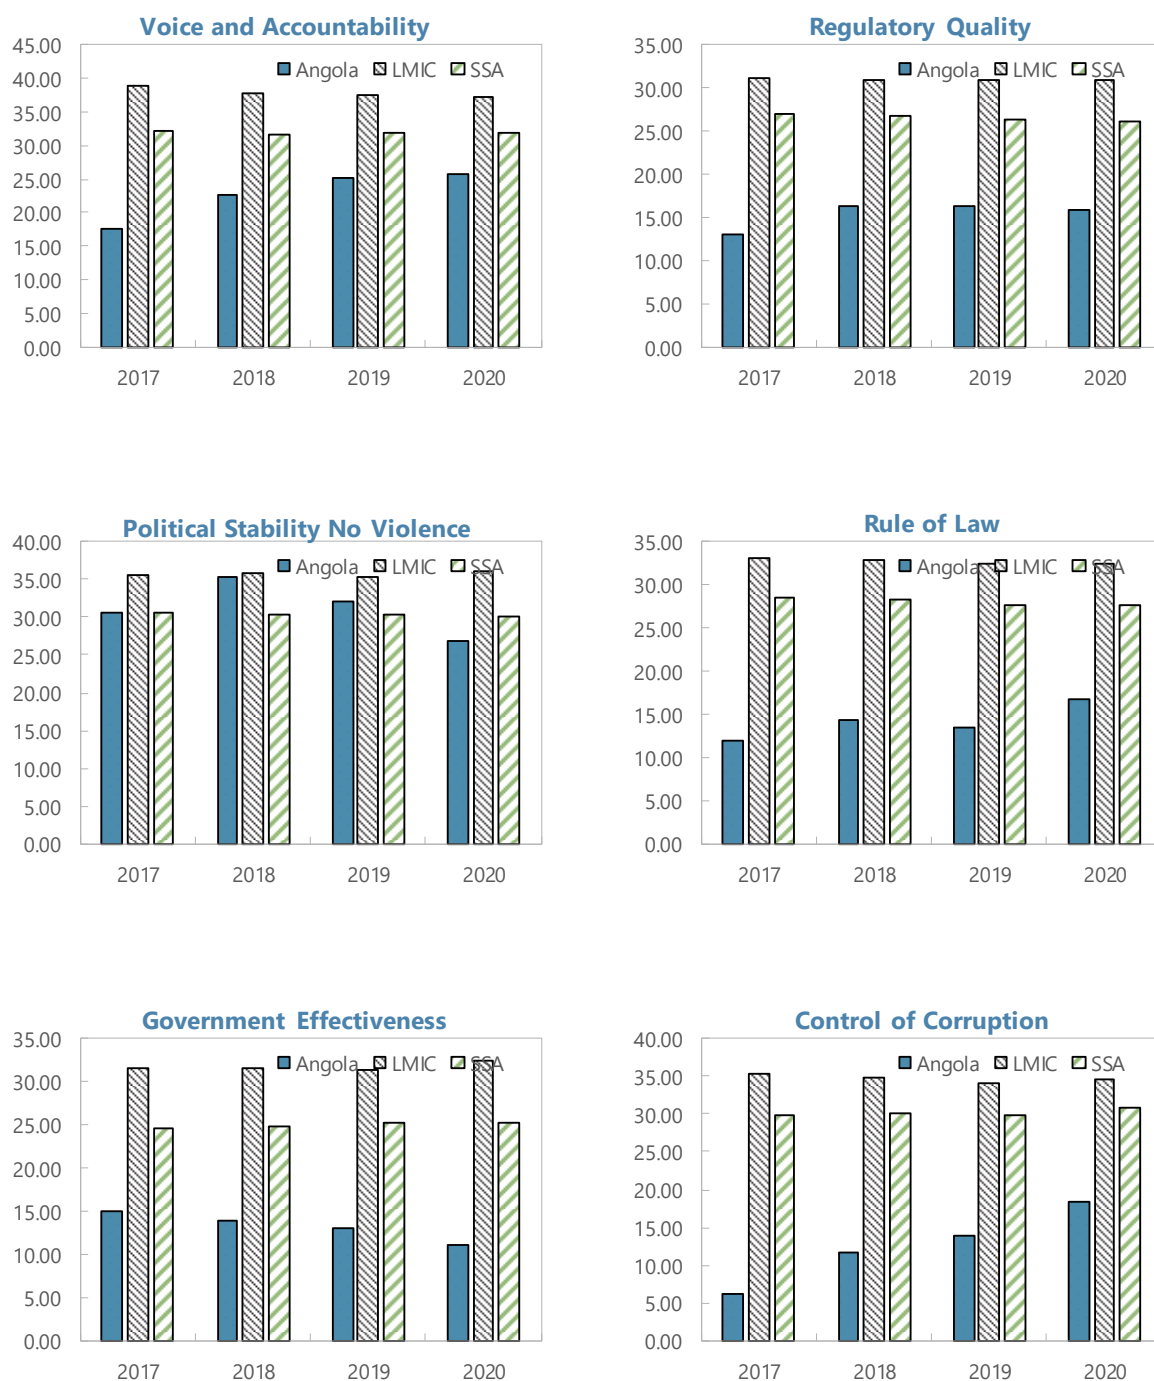 Voice and Accountability
45.00
40.00
35.00
30.00
25.00
20.00
15.00
10.00
5.00
0.00
Angola LMIC SSA
2017 2018 2019 2020
Regulatory Quality
35.00
30.00
25.00
20.00
15.00
10.00
5.00
0.00
Angola LMIC SSA
2017 2018 2019 2020
Political Stability No Violence
40.00
35.00
30.00
25.00
20.00
15.00
10.00
5.00
0.00
Angola LMIC SSA
2017 2018 2019 2020
Rule of Law
35.00
30.00
25.00
20.00
15.00
10.00
5.00
0.00
Angola LMIC SSA
2017 2018 2019 2020
Government Effectiveness
35.00
30.00
25.00
20.00
15.00
10.00
5.00
0.00
Angola LMIC SSA
2017 2018 2019 2020
Control of Corruption
40.00
35.00
30.00
25.00
20.00
15.00
10.00
5.00
0.00
Angola LMIC SSA
2017 2018 2019 2020